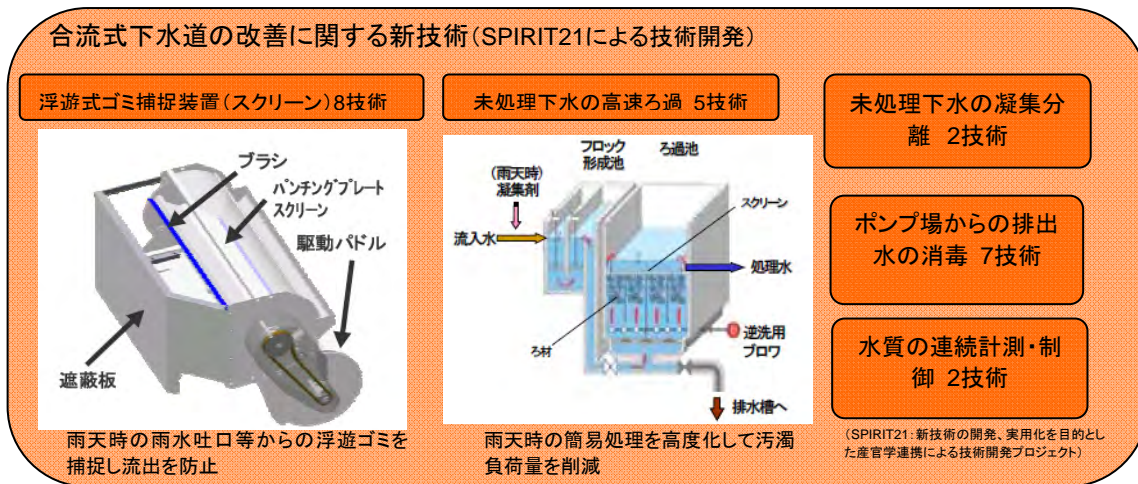 合流式下水道の改善に関する新技術(SPIRIT21による技術開発)
浮遊式ゴミ捕捉装置(スクリーン)8技術
ブラシ
パンチングプレート
スクリーン
駆動パドル
遮蔽板
雨天時の雨水吐口等からの浮遊ゴミを
捕捉し流出を防止
未処理下水の高速ろ過 5技術
フロック
形成池
ろ過池
(雨天時)
凝集剤
スクリーン
流入水
処理水
ろ材
逆洗用
ブロワ
排水槽へ
雨天時の簡易処理を高度化して汚濁
負荷量を削減
未処理下水の凝集分
離 2技術
ポンプ場からの排出
水の消毒 7技術
水質の連続計測・制
御 2技術
(SPIRIT21:新技術の開発、実用化を目的とし
た産官学連携による技術開発プロジェクト)